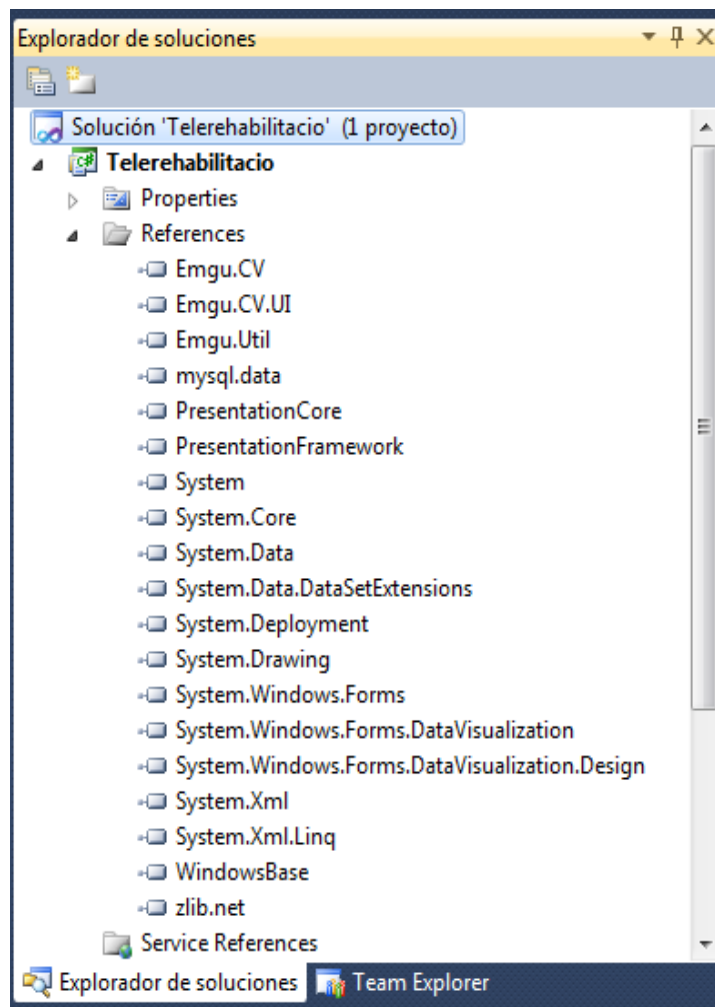 Explorador de soluciones
Solución 'Telerehabilitacio' (1 proyecto)
C#
Telerehabilitacio
Properties
References
Emgu.CV
Emgu.CV.UI
Emgu.Util
mysql.data
PresentationCore
PresentationFramework
System
System.Core
System.Data
System.Data.DataSetExtensions
System.Deployment
System.Drawing
System.Windows.Forms
System.Windows.Forms.DataVisualization
System.Windows.Forms.DataVisualization.Design
System.Xml
System.Xml.Linq
WindowsBase
zlib.net
Service References
Explorador de soluciones Team Explorer